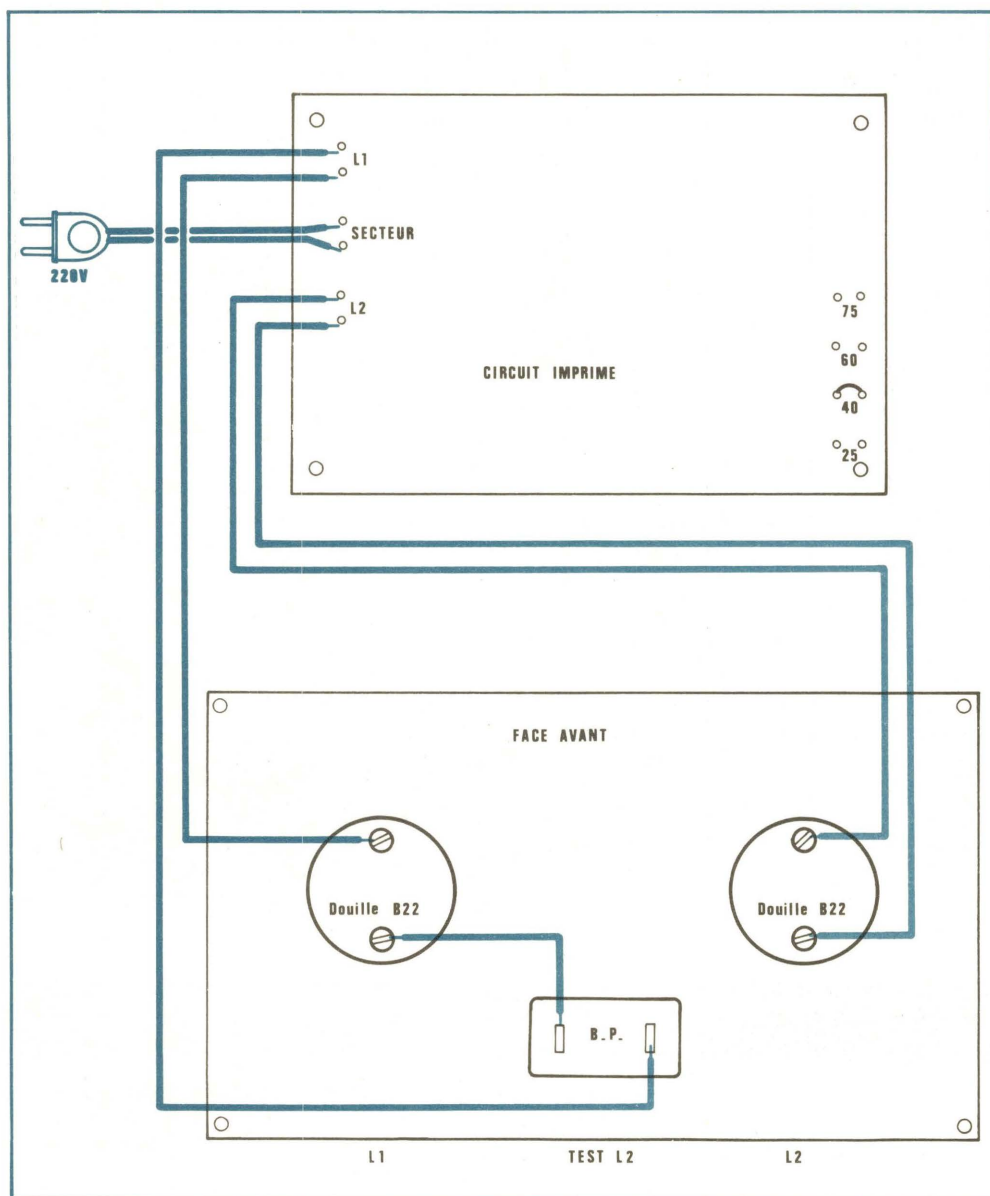 L1
SECTEUR
220V
L2
75
60
CIRCUIT IMPRIME
40
25
FACE AVANT
Douille B22
Douille B22
B.P.
L1 TEST L2 L2